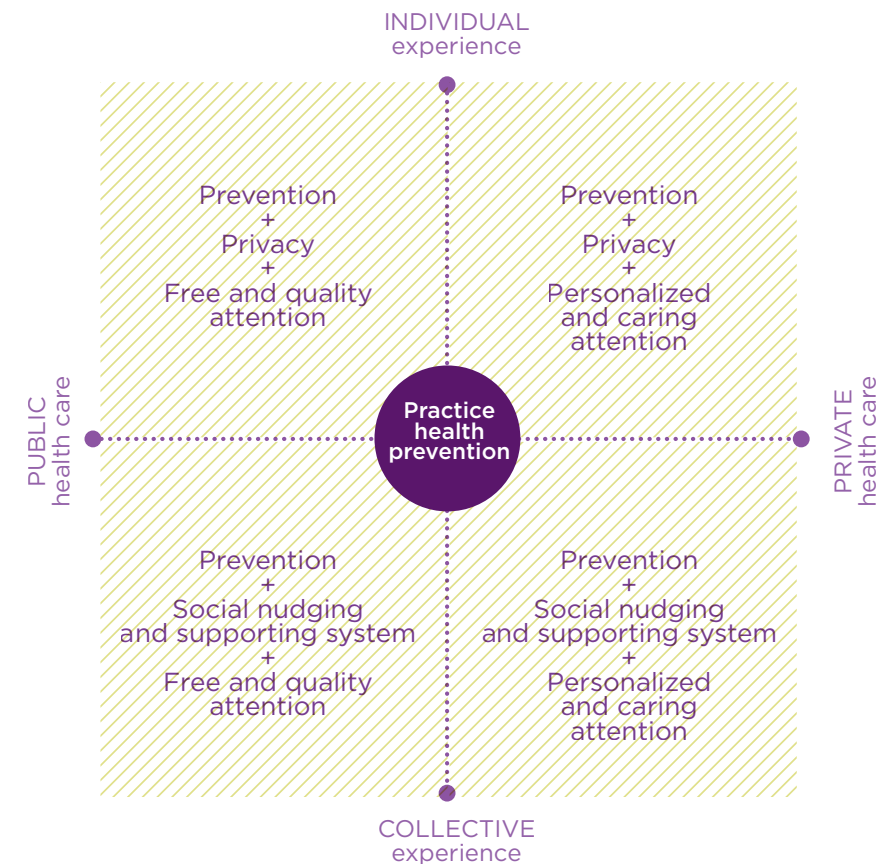 INDIVIDUAL
experience
Prevention
+
Privacy
+
Free and quality
attention
Prevention
+
Privacy
+
Personalized
and caring
attention
PUBLIC
health care
Practice
health
prevention
PRIVATE
health care
Prevention
+
Social nudging
and supporting system
+
Free and quality
attention
Prevention
+
Social nudging
and supporting system
+
Personalized
and caring
attention
COLLECTIVE
experience